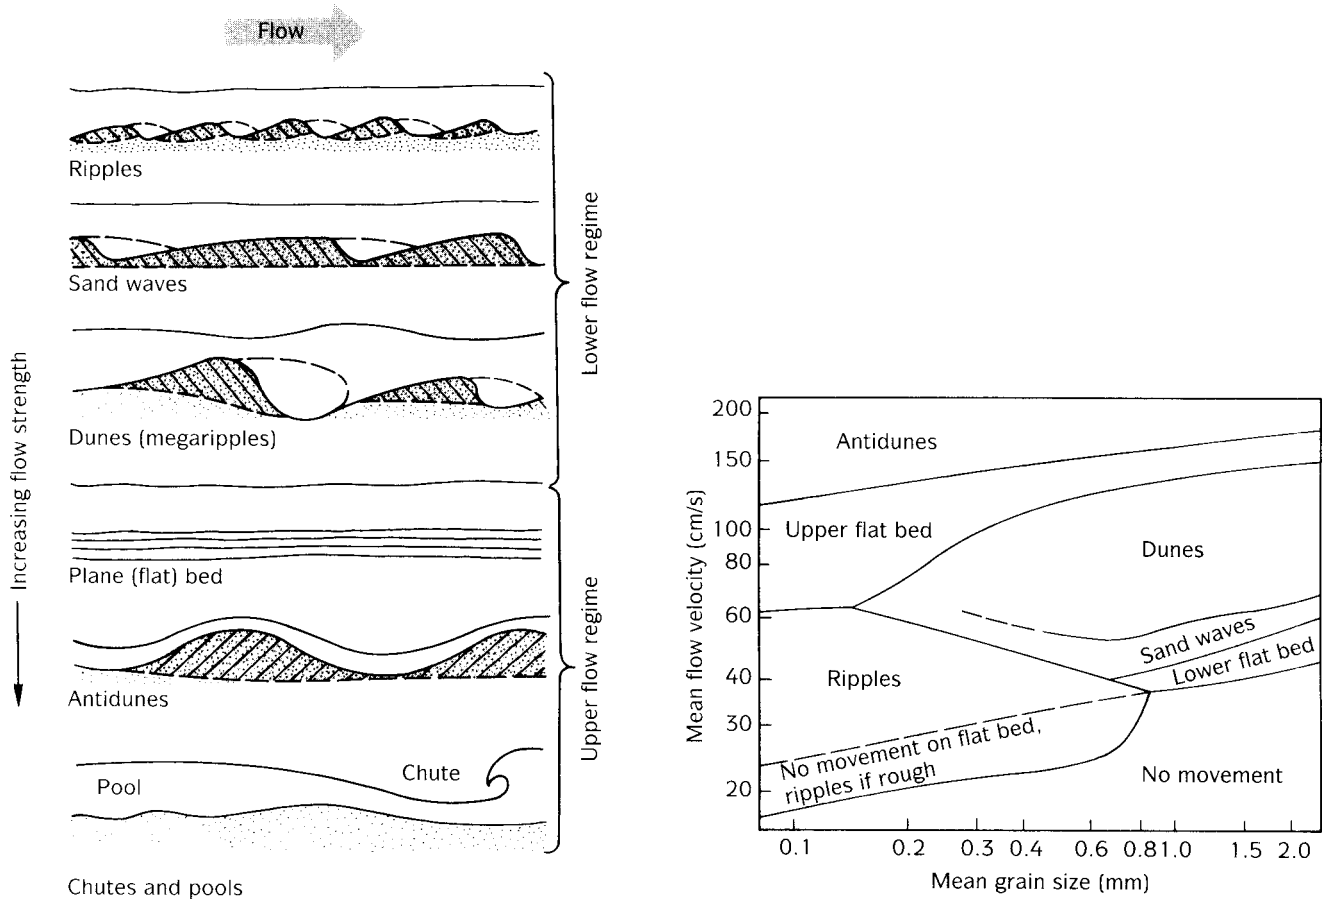 Flow
Ripples
Sand waves
Dunes (megaripples)
Plane (flat) bed
Antidunes
Pool
Chute
Chutes and pools
Increasing flow strength
Lower flow regime
Upper flow regime
Mean flow velocity (cm/s)
200
150
100
80
60
40
30
20
Antidunes
Upper flat bed
Dunes
Sand waves
Lower flat bed
Ripples
No movement on flat bed,
ripples if rough
No movement
0.1 0.2 0.3 0.4 0.6 0.8 1.0 1.5 2.0
Mean grain size (mm)